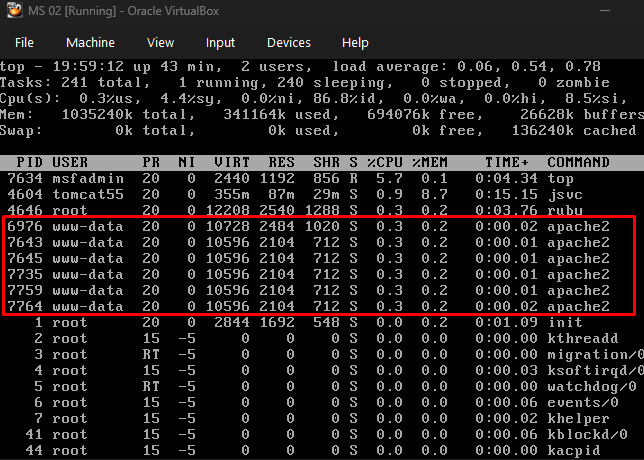 MS 02 [Running] - Oracle VirtualBox
File Machine View Input Devices Help
top - 19:59:12 up 43 min, 2 users, load average: 0.06, 0.54, 0.78
Tasks: 241 total, 1 running, 240 sleeping, 0 stopped, 0 zombie
Cpu(s): 0.3%us, 4.4%sy, 0.0%ni, 86.8%id, 0.0%wa, 0.0%hi, 8.5%si,
Mem: 1035240k total, 341164k used, 694076k free, 26628k buffers
Swap: 0k total, 0k used, 0k free, 136240k cached
PID USER PR NI VIRT RES SHR S %CPU %MEM TIME+ COMMAND
7634 msfadmin 20 0 2440 1192 856 R 5.7 0.1 0:04.34 top
4604 tomcat55 20 0 355m 87m 29m S 0.9 8.7 0:15.15 jsvc
4646 root 20 0 12208 2540 1288 S 0.3 0.2 0:03.76 ruby
6976 www-data 20 0 10728 2484 1020 S 0.3 0.2 0:00.02 apache2
7643 www-data 20 0 10596 2104 712 S 0.3 0.2 0:00.01 apache2
7645 www-data 20 0 10596 2104 712 S 0.3 0.2 0:00.01 apache2
7735 www-data 20 0 10596 2104 712 S 0.3 0.2 0:00.01 apache2
7759 www-data 20 0 10596 2104 712 S 0.3 0.2 0:00.01 apache2
7764 www-data 20 0 10596 2104 712 S 0.3 0.2 0:00.02 apache2
1 root 20 0 2844 1692 548 S 0.0 0.2 0:01.09 init
2 root 15 -5 0 0 0 S 0.0 0.0 0:00.00 kthreadd
3 root RT -5 0 0 0 S 0.0 0.0 0:00.00 migration/0
4 root 15 -5 0 0 0 S 0.0 0.0 0:00.03 ksoftirqd/0
5 root RT -5 0 0 0 S 0.0 0.0 0:00.00 watchdog/0
6 root 15 -5 0 0 0 S 0.0 0.0 0:00.06 events/0
7 root 15 -5 0 0 0 S 0.0 0.0 0:00.02 khelper
41 root 15 -5 0 0 0 S 0.0 0.0 0:00.06 kblockd/0
44 root 15 -5 0 0 0 S 0.0 0.0 0:00.00 kacpid